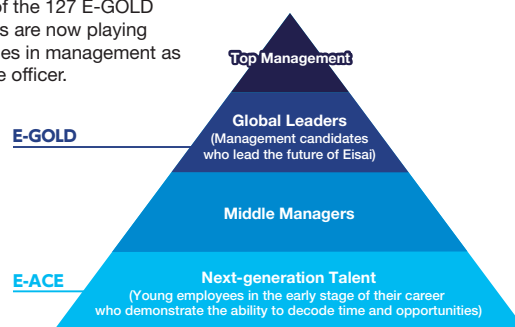 of the 127 E-GOLD
s are now playing
es in management as
e officer.
Top Management
E-GOLD
Global Leaders
(Management candidates
who lead the future of Eisai)
Middle Managers
E-ACE
Next-generation Talent
(Young employees in the early stage of their career
who demonstrate the ability to decode time and opportunities)